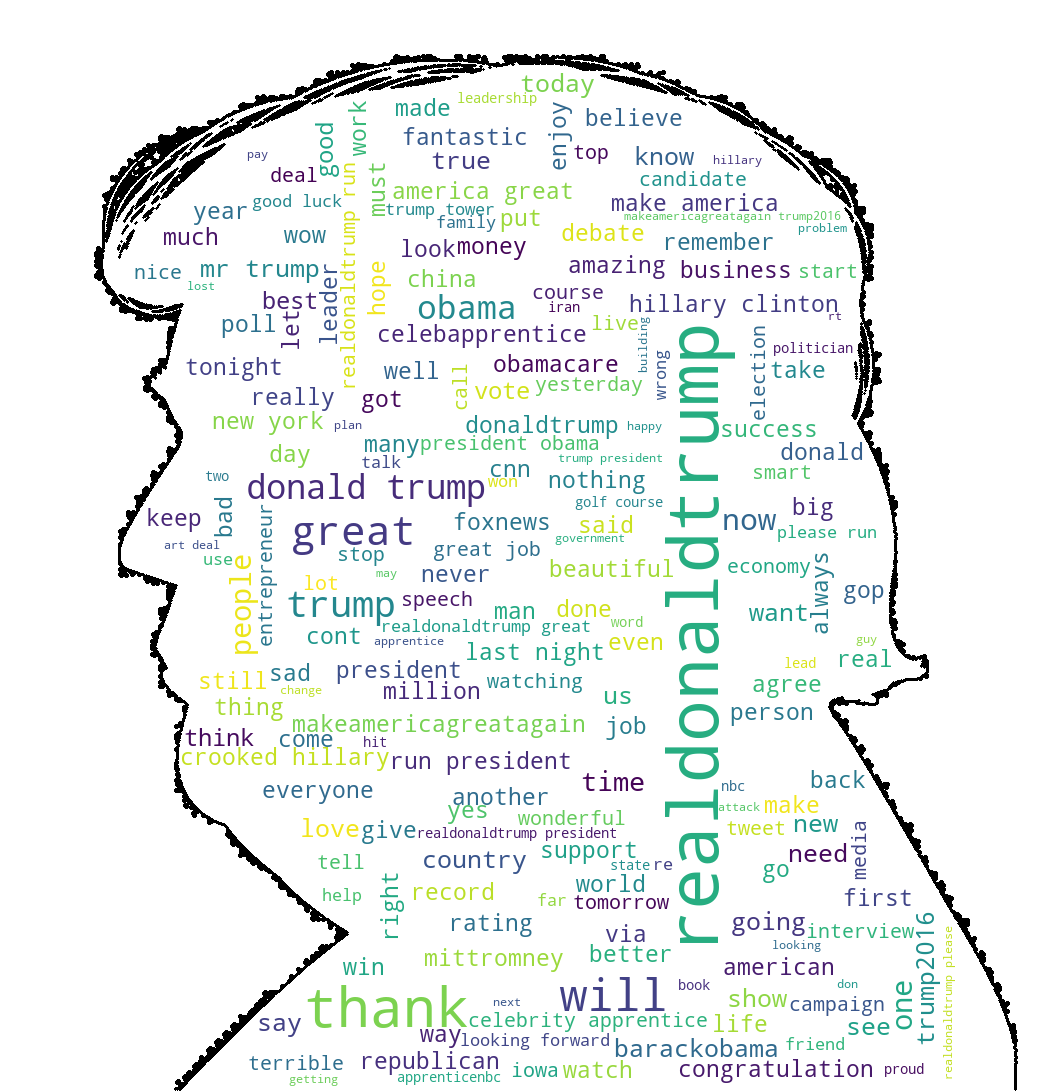 today
leadership
made
work
enjoy
believe
fantastic
good
top
true
know
hillary
pay
deal
must
candidate
america great
good luck
make america
year
trump tower
put
makeamericagreatagain trump2016
family
problem
much
wow
debate
remember
look
money
realdonaldtrump run
nice
mr trump
hope
china
amazing
business
start
lost
leader
best
let
obama
course
iran
hillary clinton
rt
poll
celebapprentice
live
building
election
politician
tonight
well
obamacare
wrong
take
call
yesterday
vote
really
got
new york
plan
donaldtrump
happy
success
many
president obama
day
talk
trump president
donald
two
cnn
nothing
smart
donald trump
won
golf course
keep
bad
great
foxnews
said
now
big
please run
art deal
stop
great job
government
use
people
entrepreneur
lot
may
never
beautiful
economy
always
gop
trump
speech
man
done
want
cont
realdonaldtrump great
word
apprentice
even
guy
last night
realdonaldtrump
lead
real
sad
president
still
change
million
watching
us
agree
thing
makeamericagreatagain
job
person
think
come
hit
crooked hillary
run president
time
nbc
back
everyone
another
yes
wonderful
attack
make
love
give
realdonaldtrump president
tweet
new
tell
country
support
state
re
need
media
go
help
right
record
far
world
tomorrow
first
rating
via
going
interview
trump2016
looking
win
mittromney
better
american
realdonaldtrump please
thank
next
will
book
show
don
campaign
one
say
celebrity apprentice
life
see
way
looking forward
barackobama
friend
terrible
republican
iowa
watch
congratulation
proud
getting
apprenticenbc